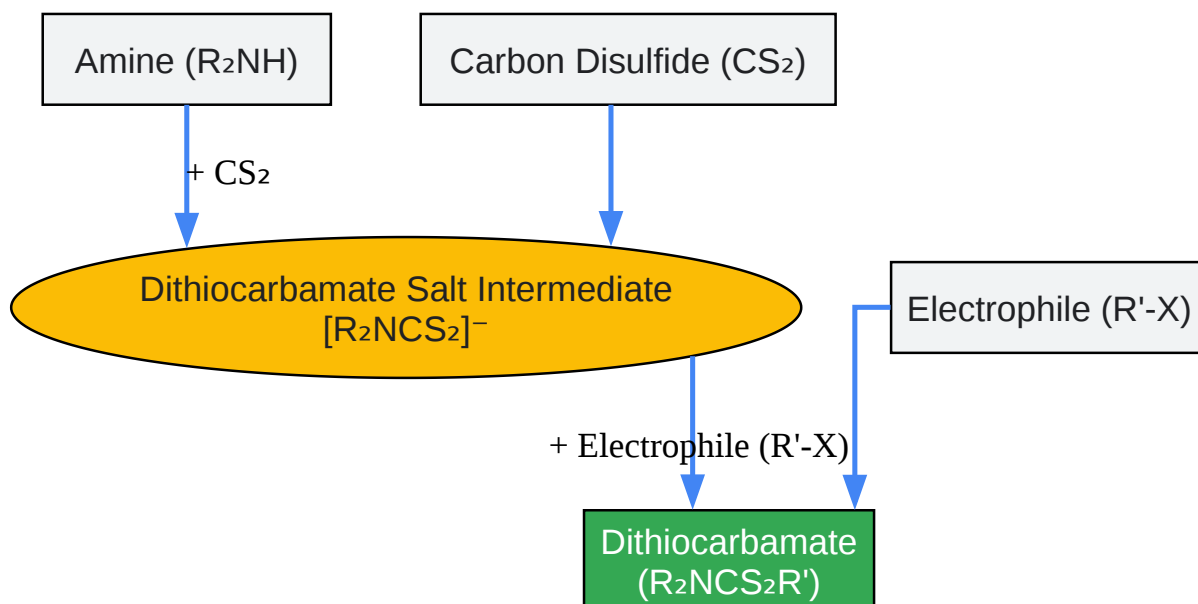 Amine (R₂NH)
Carbon Disulfide (CS₂)
+ CS₂
Dithiocarbamate Salt Intermediate
[R₂NCS₂]⁻
Electrophile (R'-X)
+ Electrophile (R'-X)
Dithiocarbamate
(R₂NCS₂R')